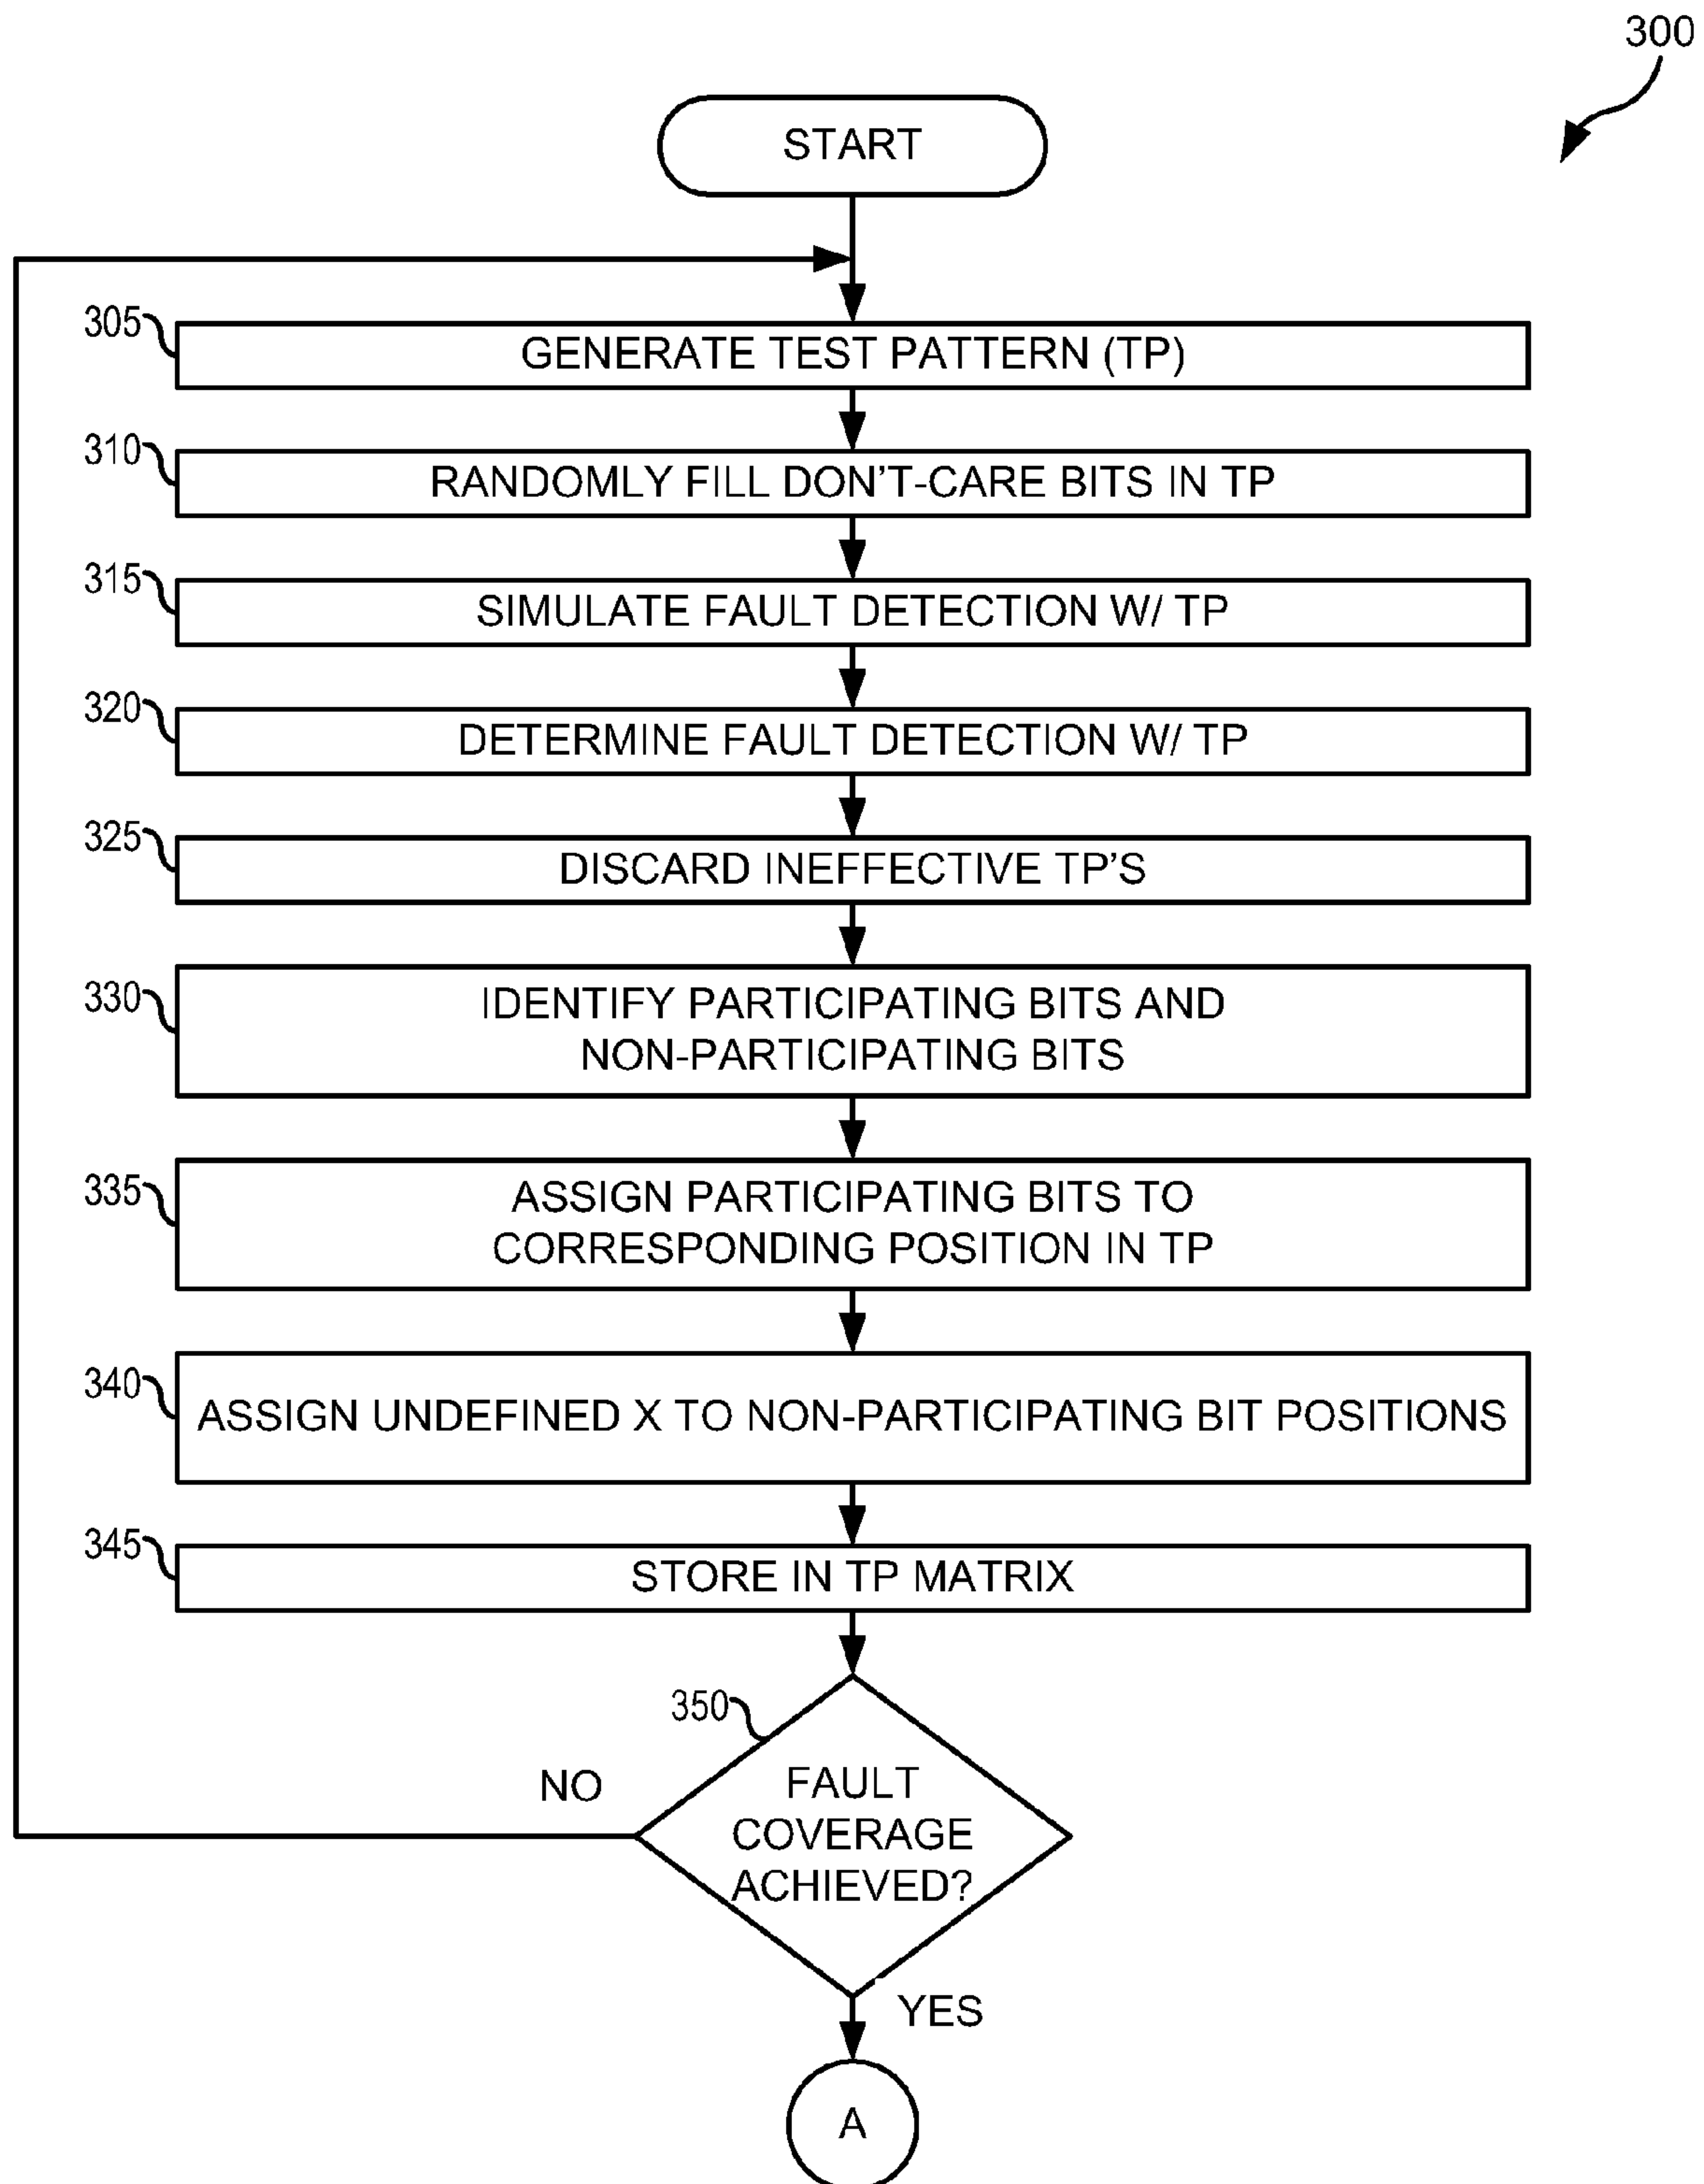 300
START
305
GENERATE TEST PATTERN (TP)
310
RANDOMLY FILL DON'T-CARE BITS IN TP
315
SIMULATE FAULT DETECTION W/ TP
320
DETERMINE FAULT DETECTION W/ TP
325
DISCARD INEFFECTIVE TP'S
330
IDENTIFY PARTICIPATING BITS AND
NON-PARTICIPATING BITS
335
ASSIGN PARTICIPATING BITS TO
CORRESPONDING POSITION IN TP
340
ASSIGN UNDEFINED X TO NON-PARTICIPATING BIT POSITIONS
345
STORE IN TP MATRIX
350
NO
FAULT
COVERAGE
ACHIEVED?
YES
A